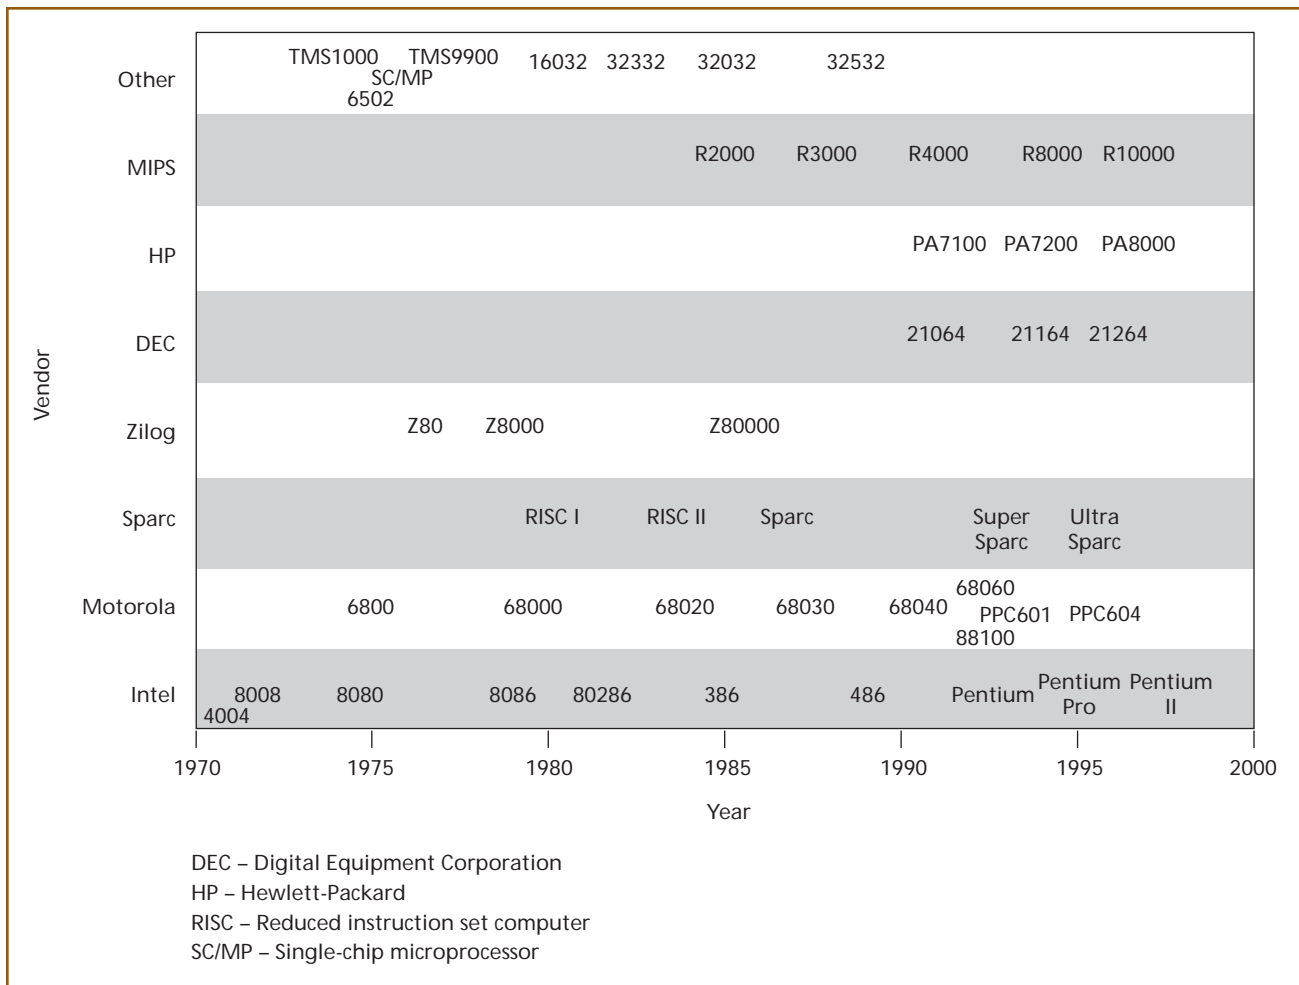 TMS1000 TMS9900 16032 32332 32032 32532
Other SC/MP
6502
MIPS R2000 R3000 R4000 R8000 R10000
HP PA7100 PA7200 PA8000
DEC 21064 21164 21264
Vendor
Zilog Z80 Z8000 Z80000
Sparc RISC I RISC II Sparc Super Ultra
Sparc Sparc
68060
Motorola 6800 68000 68020 68030 68040 PPC601 PPC604
88100
Intel 8008 8080 8086 80286 386 486 Pentium Pentium Pentium
4004 Pro II
1970 1975 1980 1985 1990 1995 2000
Year
DEC – Digital Equipment Corporation
HP – Hewlett-Packard
RISC – Reduced instruction set computer
SC/MP – Single-chip microprocessor